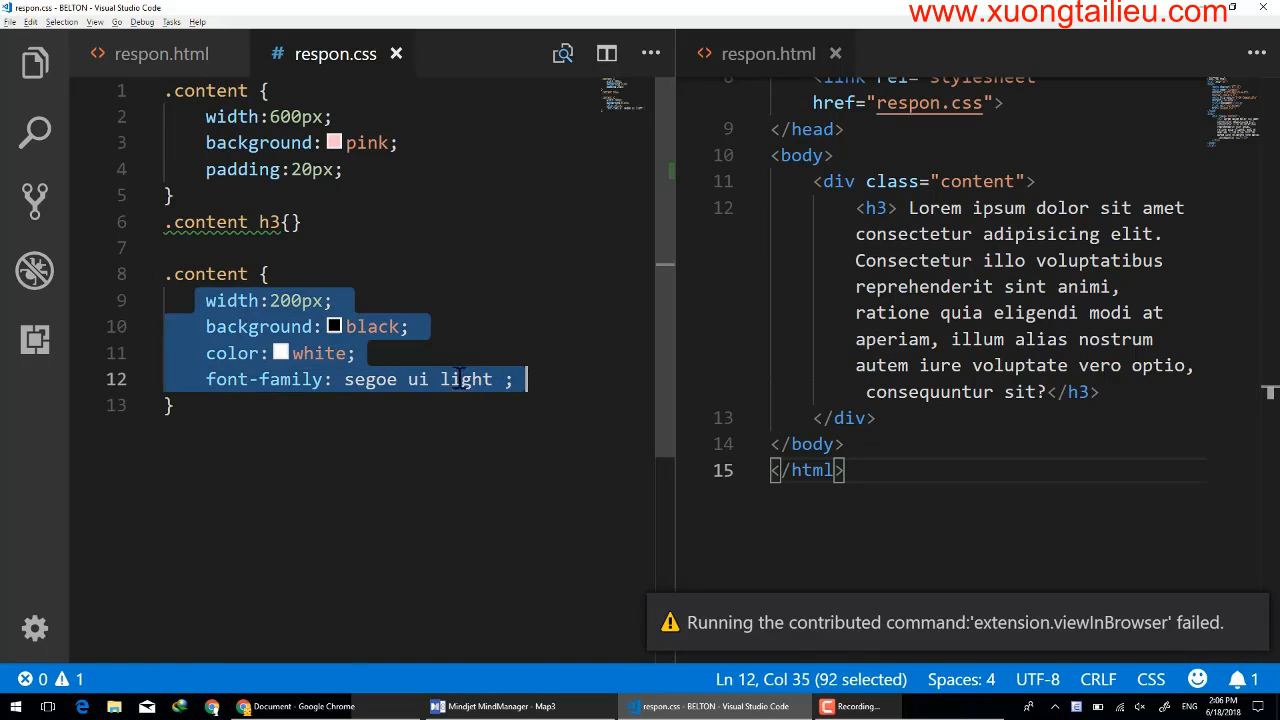 respon.css - BELTON - Visual Studio Code
www.xuongtailieu.com
File Edit Selection View Go Debug Tasks Help
respon.html
# respon.css
1 .content {
2 width:600px;
3 background: pink;
4 padding:20px;
5 }
6 .content h3{}
7
8 .content {
9 width:200px;
10 background: black;
11 color: white;
12 font-family: segoe ui light ;
13 }
respon.html
8 <link rel="stylesheet"
href="respon.css">
9 </head>
10 <body>
11 <div class="content">
12 <h3> Lorem ipsum dolor sit amet
consectetur adipisicing elit.
Consectetur illo voluptatibus
reprehenderit sint animi,
ratione quia eligendi modi at
aperiam, illum alias nostrum
autem iure voluptate vero optio,
consequuntur sit?</h3>
13 </div>
14 </body>
15 </html>
Running the contributed command:'extension.viewInBrowser' failed.
0 1 Ln 12, Col 35 (92 selected) Spaces: 4 UTF-8 CRLF CSS 1
Document - Google Chrome
Mindjet MindManager - Map3
respon.css - BELTON - Visual Studio Code
Recording...
2:06 PM
6/18/2018